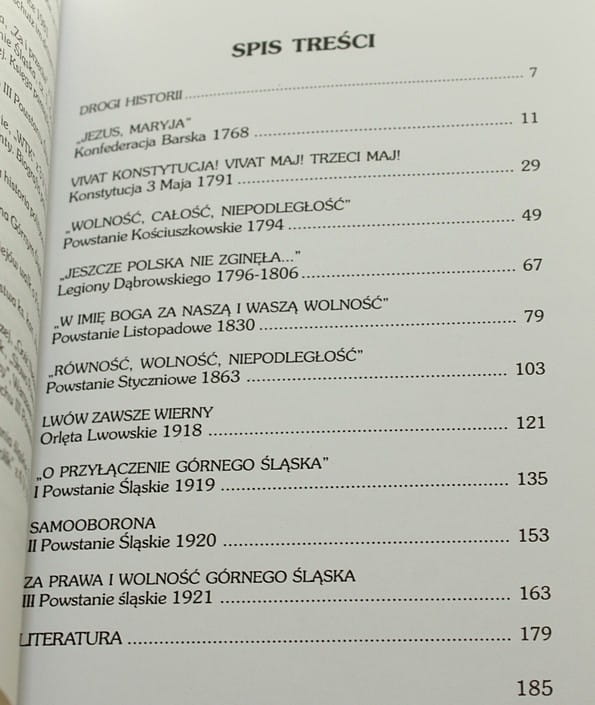 SPIS TREŚCI
DROGI HISTORII ........................................ 7
„JEZUS, MARYJA”
Konfederacja Barska 1768 ........................................ 11
VIVAT KONSTYTUCJA! VIVAT MAJ! TRZECI MAJ!
Konstytucja 3 Maja 1791 ........................................ 29
„WOLNOŚĆ, CAŁOŚĆ, NIEPODLEGŁOŚĆ”
Powstanie Kościuszkowskie 1794 ........................................ 49
„JESZCZE POLSKA NIE ZGINĘŁA...”
Legiony Dąbrowskiego 1796-1806 ........................................ 67
„W IMIĘ BOGA ZA NASZĄ I WASZĄ WOLNOŚĆ”
Powstanie Listopadowe 1830 ........................................ 79
„RÓWNOŚĆ, WOLNOŚĆ, NIEPODLEGŁOŚĆ”
Powstanie Styczniowe 1863 ........................................ 103
LWÓW ZAWSZE WIERNY
Orlęta Lwowskie 1918 ........................................ 121
„O PRZYŁĄCZENIE GÓRNEGO ŚLĄSKA”
I Powstanie Śląskie 1919 ........................................ 135
SAMOOBORONA
II Powstanie Śląskie 1920 ........................................ 153
ZA PRAWA I WOLNOŚĆ GÓRNEGO ŚLĄSKA
III Powstanie śląskie 1921 ........................................ 163
LITERATURA ........................................ 179
185